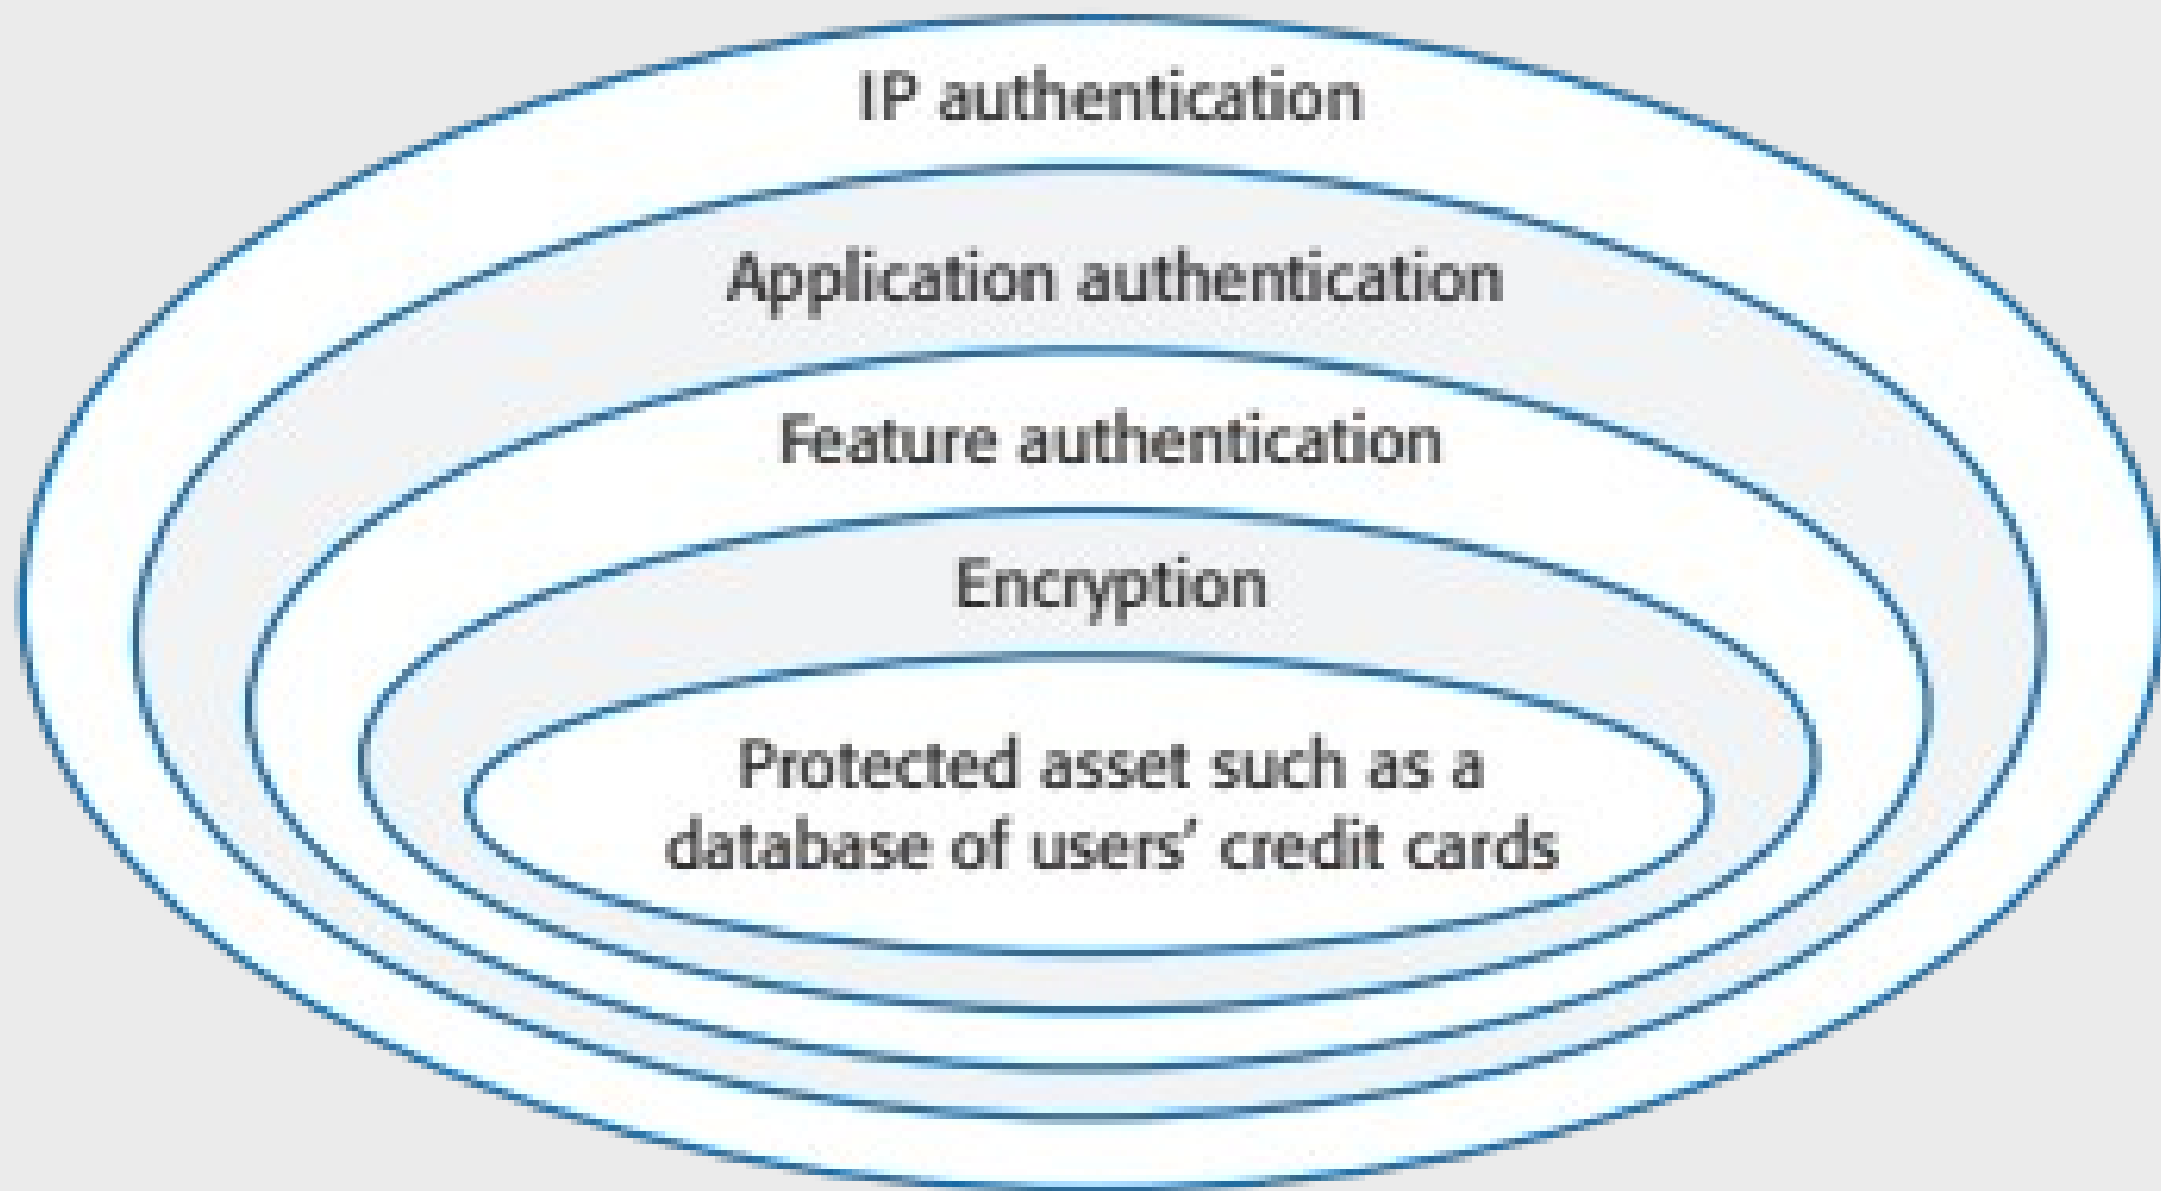 IP authentication
Application authentication
Feature authentication
Encryption
Protected asset such as a
database of users’ credit cards